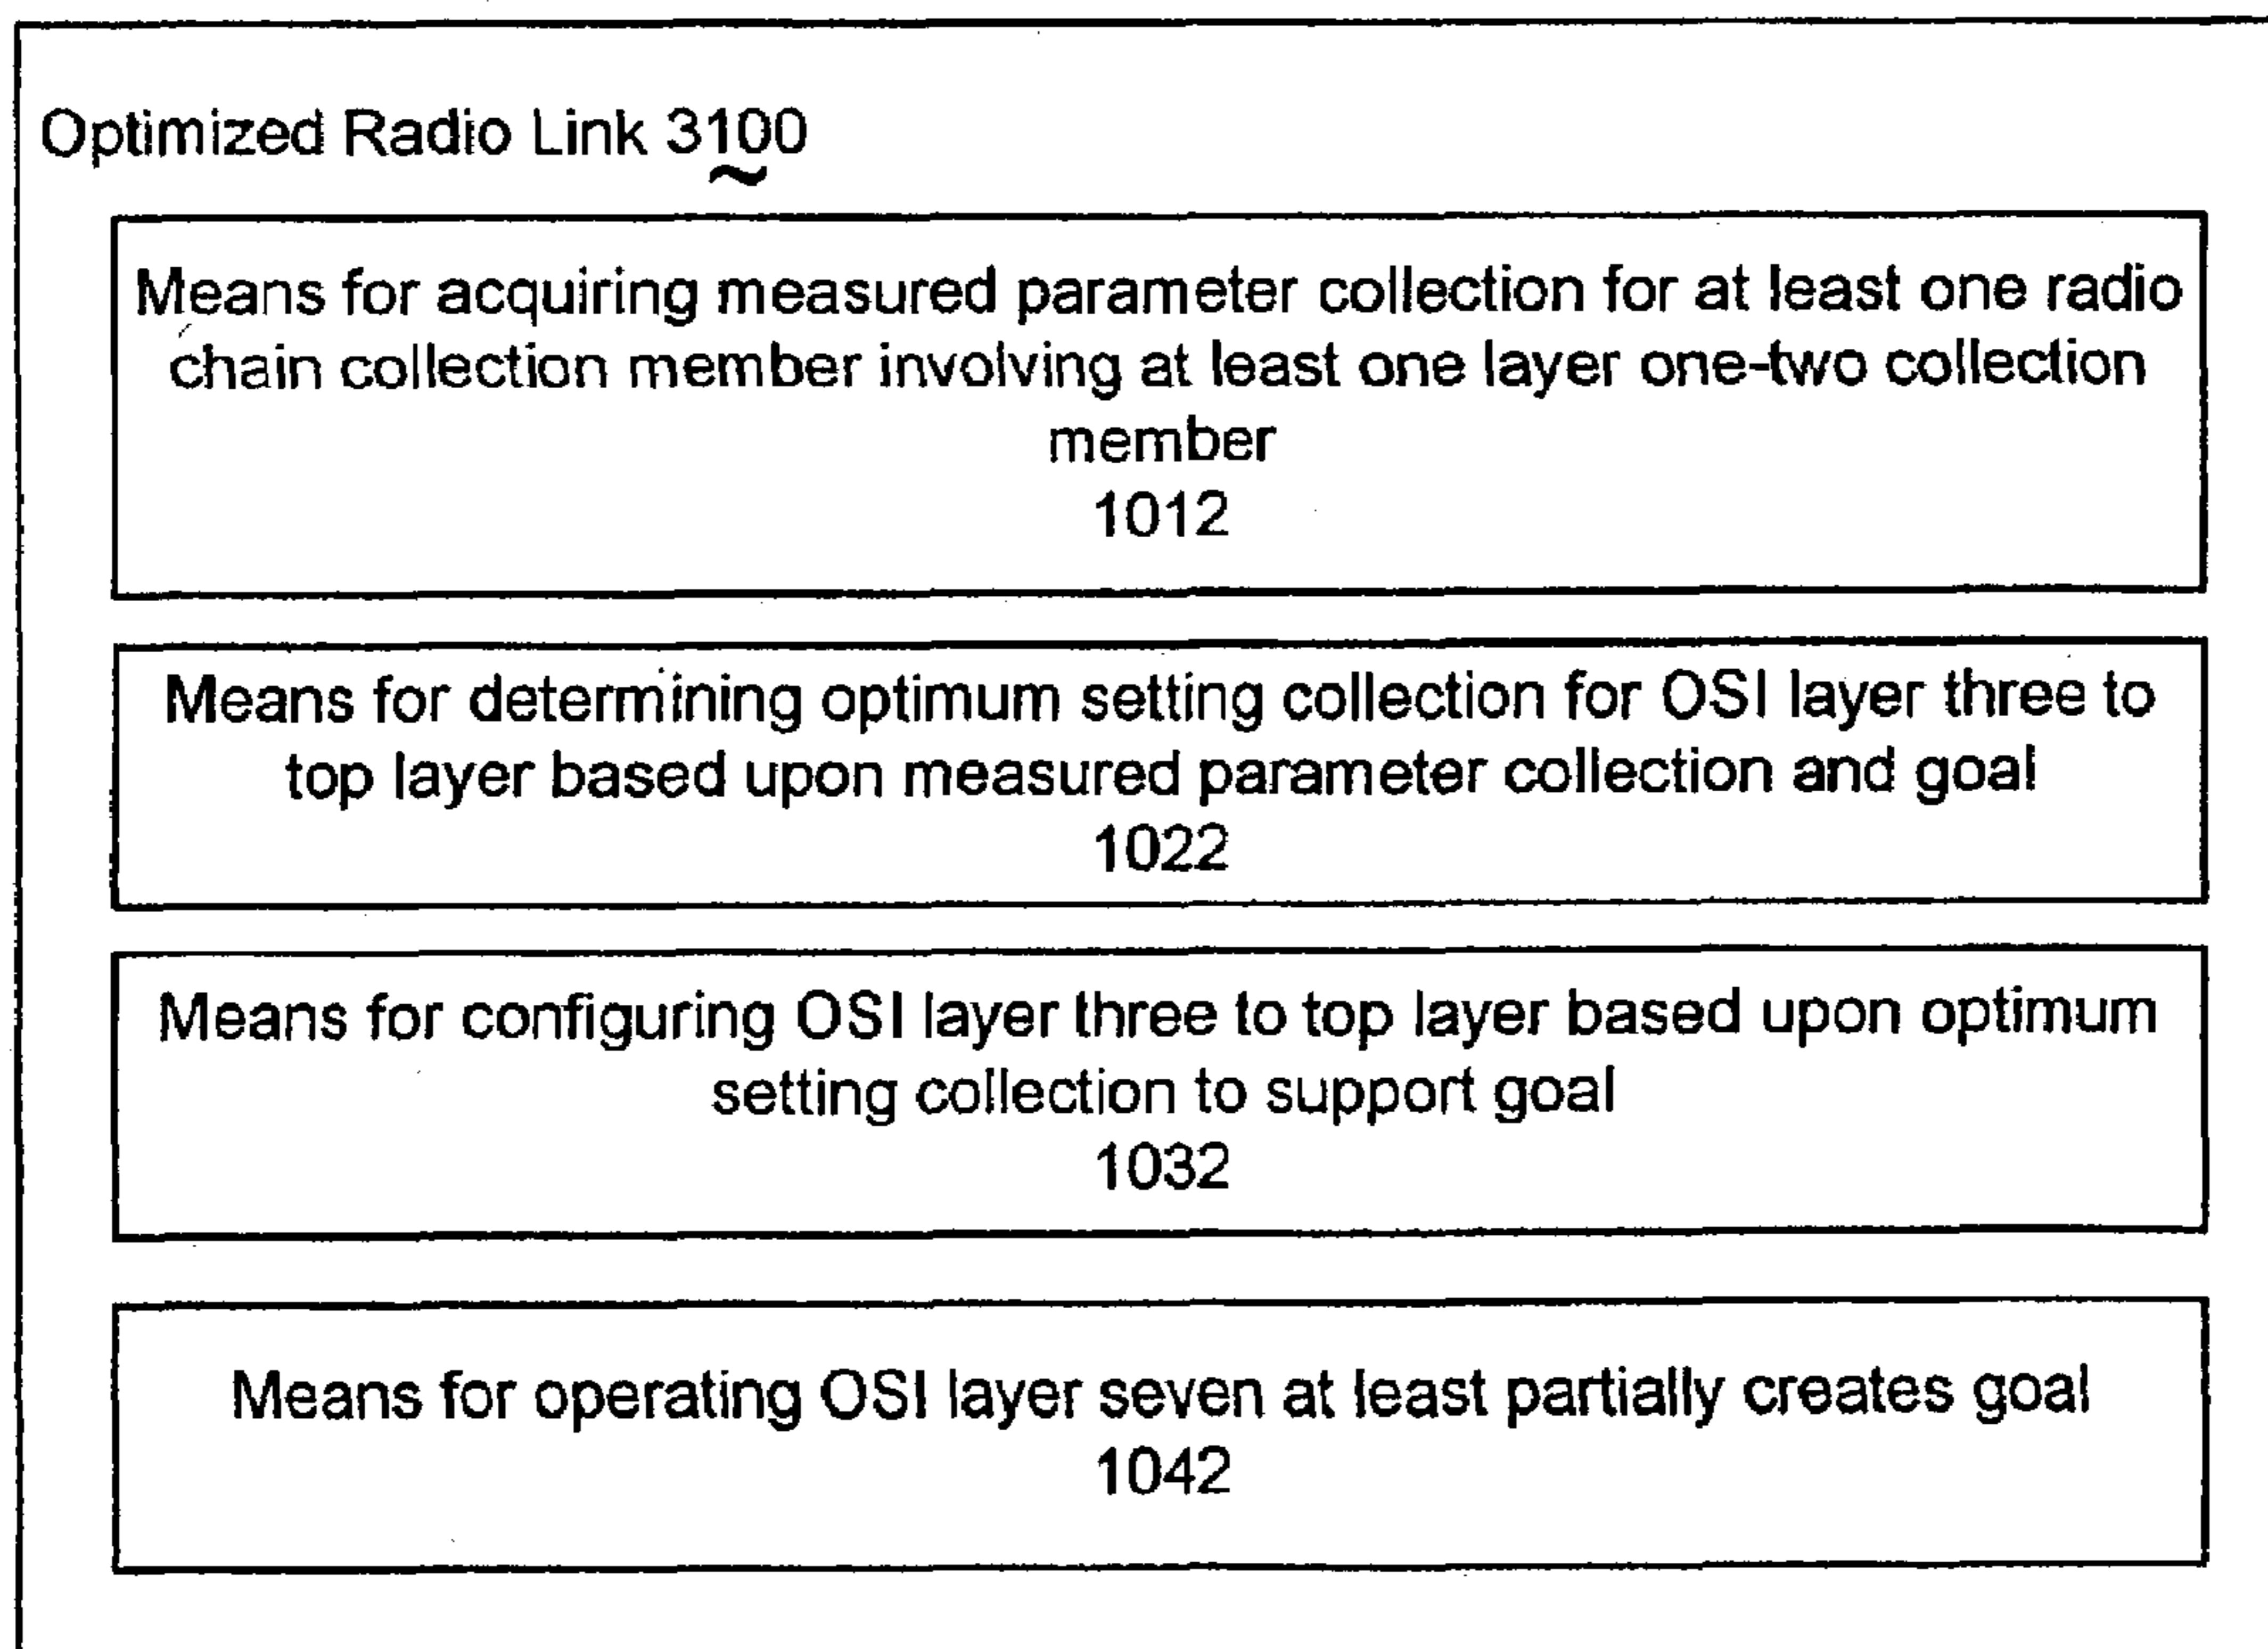 Optimized Radio Link 3100
Means for acquiring measured parameter collection for at least one radio
chain collection member involving at least one layer one-two collection
member
1012
Means for determining optimum setting collection for OSI layer three to
top layer based upon measured parameter collection and goal
1022
Means for configuring OSI layer three to top layer based upon optimum
setting collection to support goal
1032
Means for operating OSI layer seven at least partially creates goal
1042